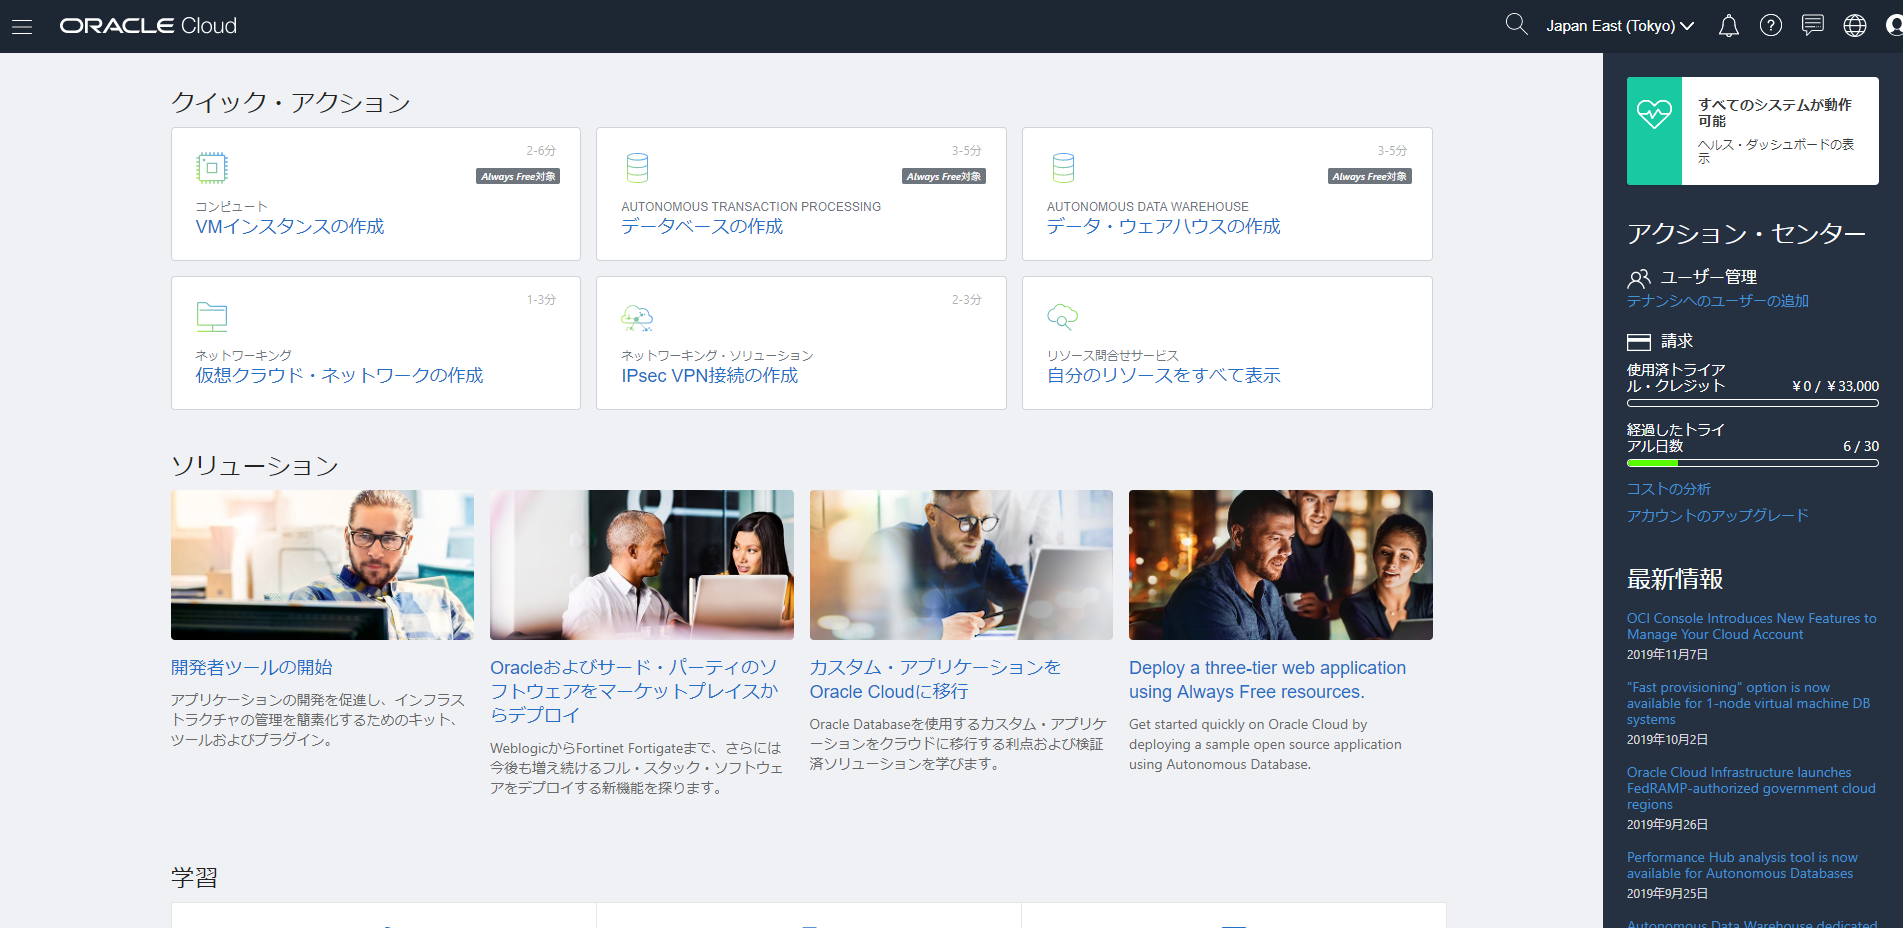 ORACLE Cloud
Japan East (Tokyo)
クイック・アクション
2-6分
Always Free対象
コンピュート
VMインスタンスの作成
3-5分
Always Free対象
AUTONOMOUS TRANSACTION PROCESSING
データベースの作成
3-5分
Always Free対象
AUTONOMOUS DATA WAREHOUSE
データ・ウェアハウスの作成
1-3分
ネットワーキング
仮想クラウド・ネットワークの作成
2-3分
ネットワーキング・ソリューション
IPsec VPN接続の作成
リソース問合せサービス
自分のリソースをすべて表示
ソリューション
開発者ツールの開始
アプリケーションの開発を促進し、インフラス
トラクチャの管理を簡素化するためのキット、
ツールおよびプラグイン。
Oracleおよびサード・パーティのソ
フトウェアをマーケットプレイスか
らデプロイ
WeblogicからFortinet Fortigateまで、さらには
今後も増え続けるフル・スタック・ソフトウェ
アをデプロイする新機能を探ります。
カスタム・アプリケーションを
Oracle Cloudに移行
Oracle Databaseを使用するカスタム・アプリケ
ーションをクラウドに移行する利点および検証
済ソリューションを学びます。
Deploy a three-tier web application
using Always Free resources.
Get started quickly on Oracle Cloud by
deploying a sample open source application
using Autonomous Database.
学習
すべてのシステムが動作
可能
ヘルス・ダッシュボードの表
示
アクション・センター
ユーザー管理
テナンシへのユーザーの追加
請求
使用済トライア
ル・クレジット ¥0 / ¥33,000
経過したトライ
アル日数 6 / 30
コストの分析
アカウントのアップグレード
最新情報
OCI Console Introduces New Features to
Manage Your Cloud Account
2019年11月7日
"Fast provisioning" option is now
available for 1-node virtual machine DB
systems
2019年10月2日
Oracle Cloud Infrastructure launches
FedRAMP-authorized government cloud
regions
2019年9月26日
Performance Hub analysis tool is now
available for Autonomous Databases
2019年9月25日
Autonomous Data Warehouse dedicated